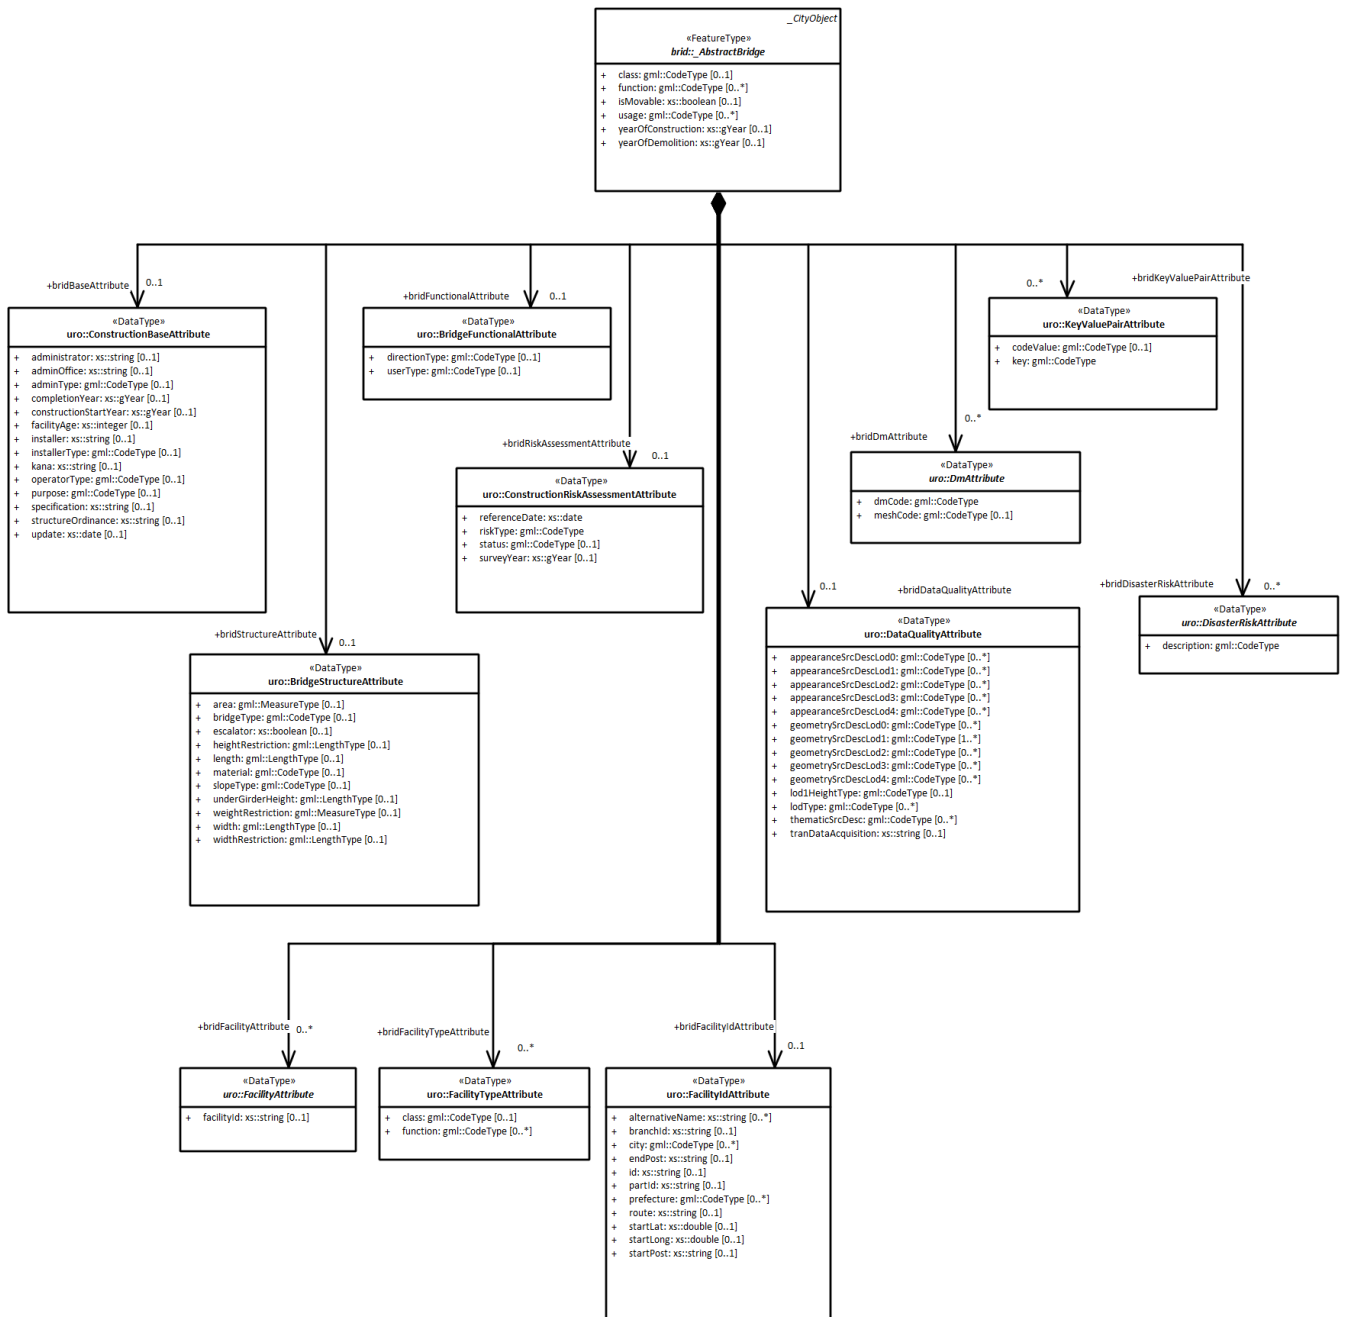 _CityObject
«FeatureType»
brid::_AbstractBridge
+ class: gml::CodeType [0..1]
+ function: gml::CodeType [0..*]
+ isMovable: xs::boolean [0..1]
+ usage: gml::CodeType [0..*]
+ yearOfConstruction: xs::gYear [0..1]
+ yearOfDemolition: xs::gYear [0..1]
+bridBaseAttribute
0..1
«DataType»
uro::ConstructionBaseAttribute
+ administrator: xs::string [0..1]
+ adminOffice: xs::string [0..1]
+ adminType: gml::CodeType [0..1]
+ completionYear: xs::gYear [0..1]
+ constructionStartYear: xs::gYear [0..1]
+ facilityAge: xs::integer [0..1]
+ installer: xs::string [0..1]
+ installerType: gml::CodeType [0..1]
+ kana: xs::string [0..1]
+ operatorType: gml::CodeType [0..1]
+ purpose: gml::CodeType [0..1]
+ specification: xs::string [0..1]
+ structureOrdinance: xs::string [0..1]
+ update: xs::date [0..1]
+bridFunctionalAttribute
0..1
«DataType»
uro::BridgeFunctionalAttribute
+ directionType: gml::CodeType [0..1]
+ userType: gml::CodeType [0..1]
+bridKeyValuePairAttribute
0..*
«DataType»
uro::KeyValuePairAttribute
+ codeValue: gml::CodeType [0..1]
+ key: gml::CodeType
+bridRiskAssessmentAttribute
0..1
«DataType»
uro::ConstructionRiskAssessmentAttribute
+ referenceDate: xs::date
+ riskType: gml::CodeType
+ status: gml::CodeType [0..1]
+ surveyYear: xs::gYear [0..1]
+bridDmAttribute
0..*
«DataType»
uro::DmAttribute
+ dmCode: gml::CodeType
+ meshCode: gml::CodeType [0..1]
+bridStructureAttribute
0..1
«DataType»
uro::BridgeStructureAttribute
+ area: gml::MeasureType [0..1]
+ bridgeType: gml::CodeType [0..1]
+ escalator: xs::boolean [0..1]
+ heightRestriction: gml::LengthType [0..1]
+ length: gml::LengthType [0..1]
+ material: gml::CodeType [0..1]
+ slopeType: gml::CodeType [0..1]
+ underGirderHeight: gml::LengthType [0..1]
+ weightRestriction: gml::MeasureType [0..1]
+ width: gml::LengthType [0..1]
+ widthRestriction: gml::LengthType [0..1]
0..1
+bridDataQualityAttribute
«DataType»
uro::DataQualityAttribute
+ appearanceSrcDescLod0: gml::CodeType [0..*]
+ appearanceSrcDescLod1: gml::CodeType [0..*]
+ appearanceSrcDescLod2: gml::CodeType [0..*]
+ appearanceSrcDescLod3: gml::CodeType [0..*]
+ appearanceSrcDescLod4: gml::CodeType [0..*]
+ geometrySrcDescLod0: gml::CodeType [0..*]
+ geometrySrcDescLod1: gml::CodeType [1..*]
+ geometrySrcDescLod2: gml::CodeType [0..*]
+ geometrySrcDescLod3: gml::CodeType [0..*]
+ geometrySrcDescLod4: gml::CodeType [0..*]
+ lod1HeightType: gml::CodeType [0..1]
+ lodType: gml::CodeType [0..*]
+ thematicSrcDesc: gml::CodeType [0..*]
+ tranDataAcquisition: xs::string [0..1]
+bridDisasterRiskAttribute
0..*
«DataType»
uro::DisasterRiskAttribute
+ description: gml::CodeType
+bridFacilityAttribute
0..*
«DataType»
uro::FacilityAttribute
+ facilityId: xs::string [0..1]
+bridFacilityTypeAttribute
0..*
«DataType»
uro::FacilityTypeAttribute
+ class: gml::CodeType [0..1]
+ function: gml::CodeType [0..*]
+bridFacilityIdAttribute
0..1
«DataType»
uro::FacilityIdAttribute
+ alternativeName: xs::string [0..*]
+ branchId: xs::string [0..1]
+ city: gml::CodeType [0..*]
+ endPost: xs::string [0..1]
+ id: xs::string [0..1]
+ partId: xs::string [0..1]
+ prefecture: gml::CodeType [0..*]
+ route: xs::string [0..1]
+ startLat: xs::double [0..1]
+ startLong: xs::double [0..1]
+ startPost: xs::string [0..1]